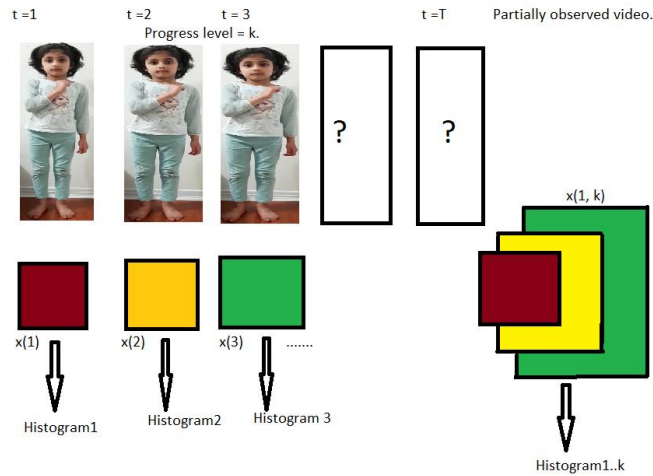 t =1
t =2
t = 3
t =T
Partially observed video.
Progress level = k.
?
?
x(1, k)
x(1)
x(2)
x(3)
.......
Histogram1
Histogram2
Histogram 3
Histogram1..k